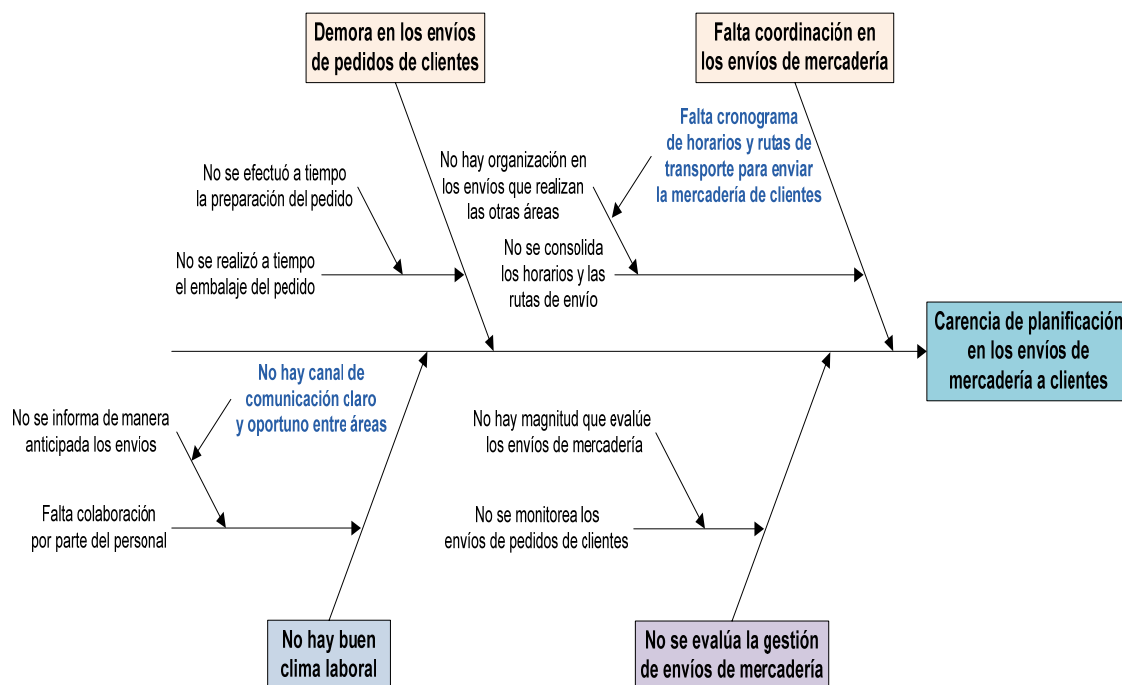 Demora en los envíos
de pedidos de clientes
Falta coordinación en
los envíos de mercadería
Falta cronograma
de horarios y rutas de
transporte para enviar
la mercadería de clientes
No se efectuó a tiempo
la preparación del pedido
No hay organización en
los envíos que realizan
las otras áreas
No se realizó a tiempo
el embalaje del pedido
No se consolida
los horarios y las
rutas de envío
Carencia de planificación
en los envíos de
mercadería a clientes
No hay canal de
comunicación claro
y oportuno entre áreas
No se informa de manera
anticipada los envíos
No hay magnitud que evalúe
los envíos de mercadería
Falta colaboración
por parte del personal
No se monitorea los
envíos de pedidos de clientes
No hay buen
clima laboral
No se evalúa la gestión
de envíos de mercadería